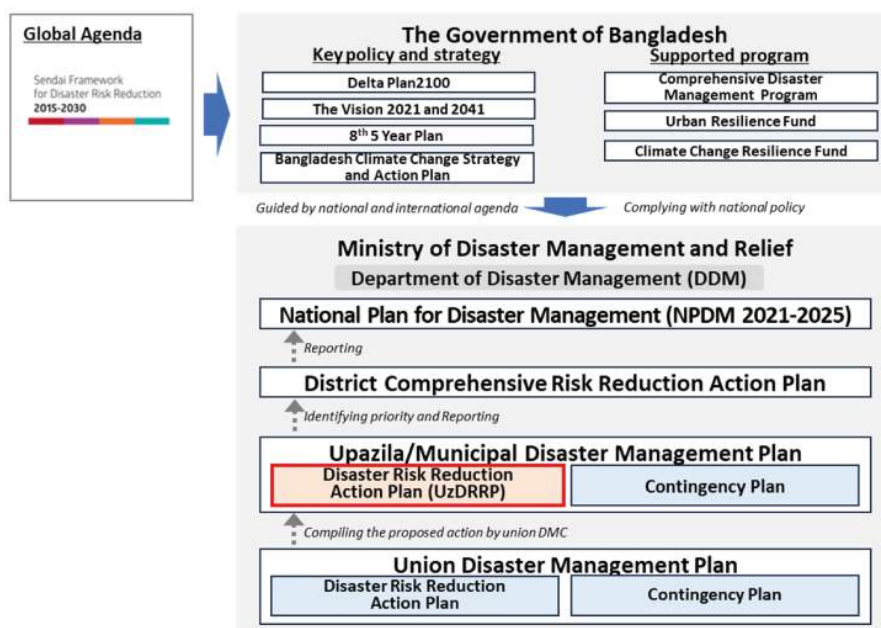 Global Agenda
Sendai Framework
for Disaster Risk Reduction
2015-2030
The Government of Bangladesh
Key policy and strategy
Delta Plan2100
The Vision 2021 and 2041
8th 5 Year Plan
Bangladesh Climate Change Strategy
and Action Plan
Supported program
Comprehensive Disaster
Management Program
Urban Resilience Fund
Climate Change Resilience Fund
Guided by national and international agenda
Complying with national policy
Ministry of Disaster Management and Relief
Department of Disaster Management (DDM)
National Plan for Disaster Management (NPDM 2021-2025)
Reporting
District Comprehensive Risk Reduction Action Plan
Identifying priority and Reporting
Upazila/Municipal Disaster Management Plan
Disaster Risk Reduction
Action Plan (UzDRRP)
Contingency Plan
Compiling the proposed action by union DMC
Union Disaster Management Plan
Disaster Risk Reduction
Action Plan
Contingency Plan